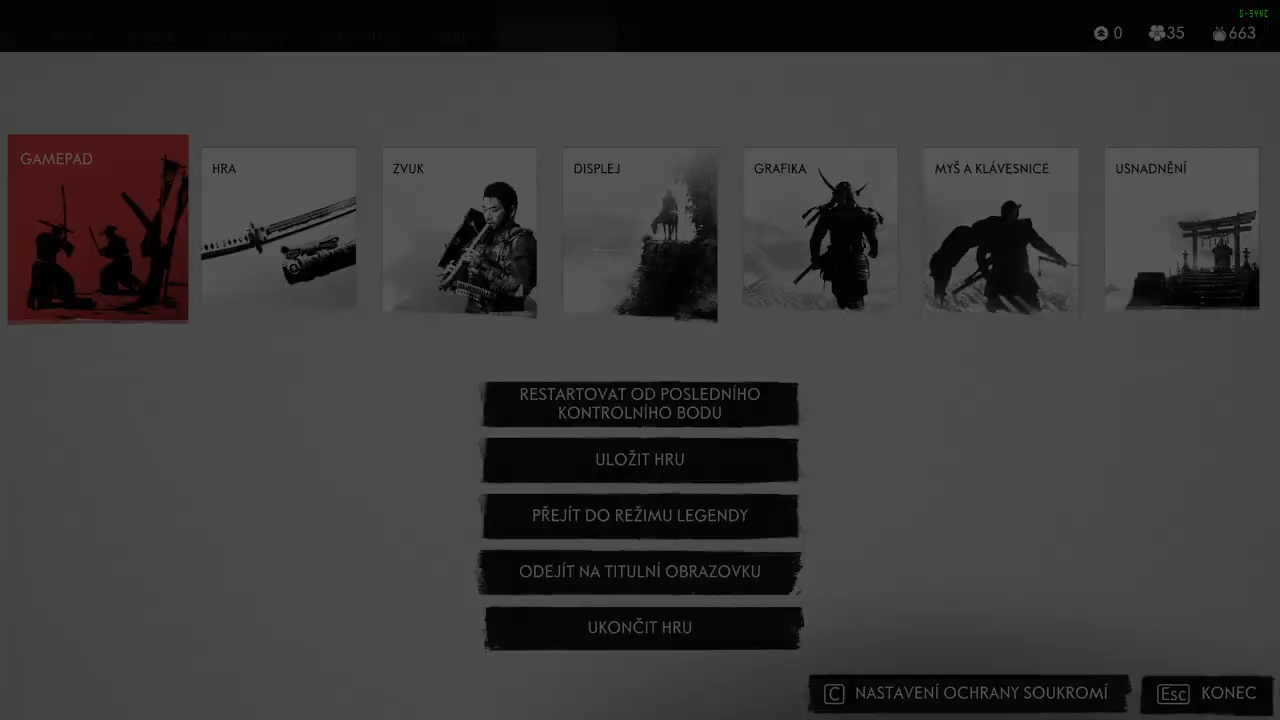 G-SYNC
0 35 663
GAMEPAD
HRA
ZVUK
DISPLEJ
GRAFIKA
MYŠ A KLÁVESNICE
USNADNĚNÍ
RESTARTOVAT OD POSLEDNÍHO
KONTROLNÍHO BODU
ULOŽIT HRU
PŘEJÍT DO REŽIMU LEGENDY
ODEJÍT NA TITULNÍ OBRAZOVKU
UKONČIT HRU
C NASTAVENÍ OCHRANY SOUKROMÍ
Esc KONEC